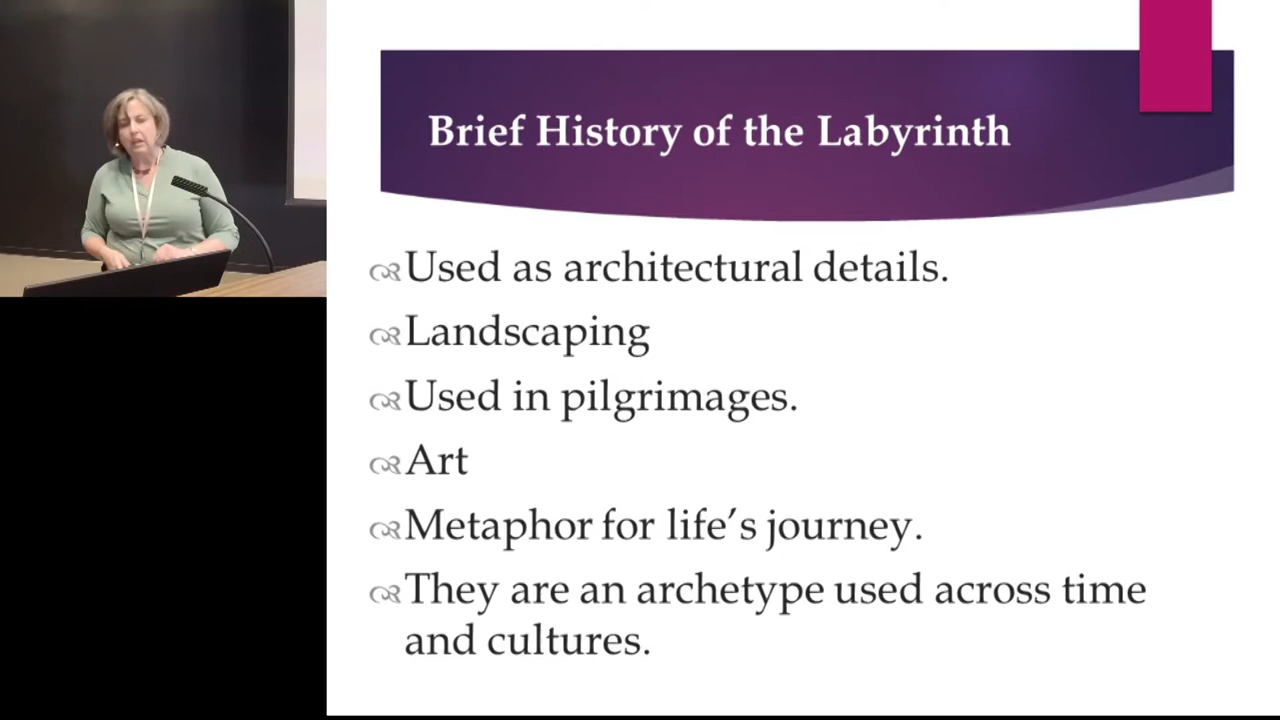 Brief History of the Labyrinth
Used as architectural details.
Landscaping
Used in pilgrimages.
Art
Metaphor for life’s journey.
They are an archetype used across time
and cultures.